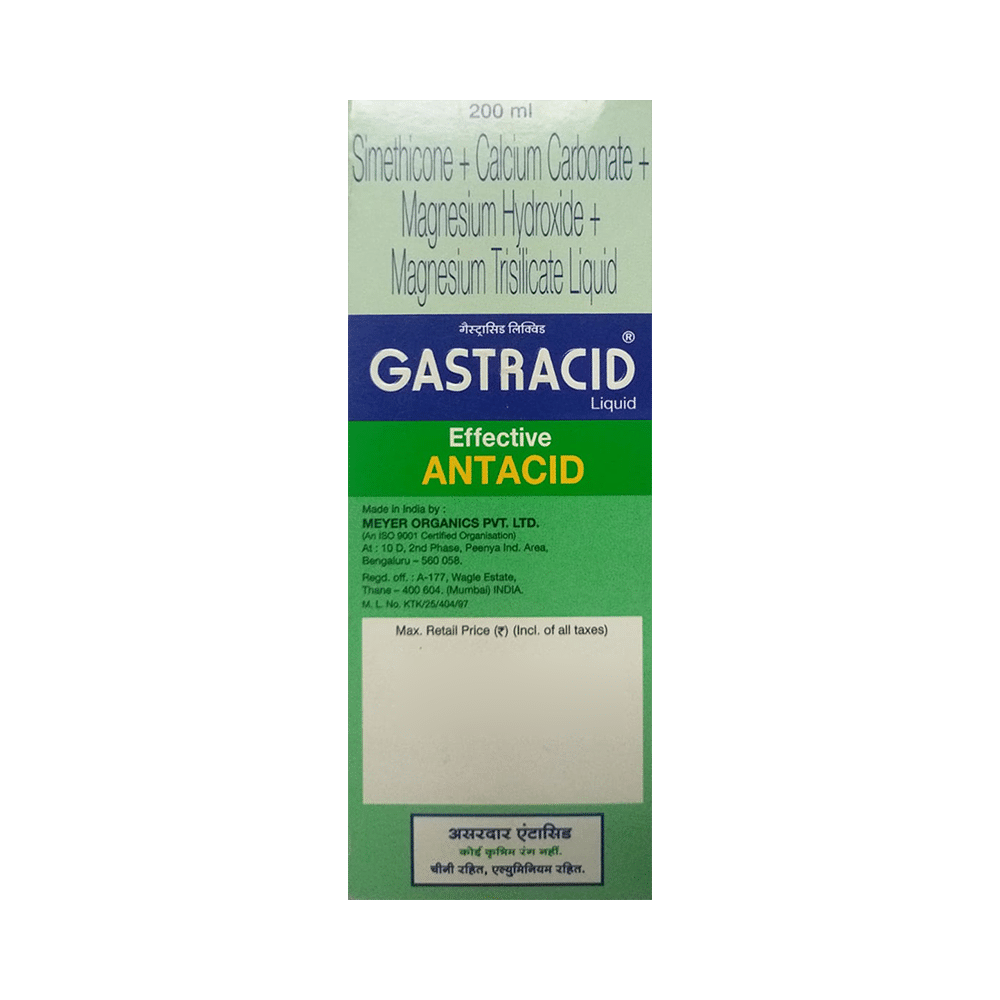 200 ml
Simethicone + Calcium Carbonate +
Magnesium Hydroxide +
Magnesium Trisilicate Liquid
गैस्ट्रासिड लिक्विड
GASTRACID®
Liquid
Effective
ANTACID
Made in India by :
MEYER ORGANICS PVT. LTD.
(An ISO 9001 Certified Organisation)
At : 10 D, 2nd Phase, Peenya Ind. Area,
Bengaluru – 560 058.
Regd. off. : A-177, Wagle Estate,
Thane – 400 604. (Mumbai) INDIA.
M. L. No. KTK/25/404/97
Max. Retail Price (₹) (Incl. of all taxes)
असरदार एंटासिड
कोई कृत्रिम रंग नहीं.
चीनी रहित, एल्युमिनियम रहित.